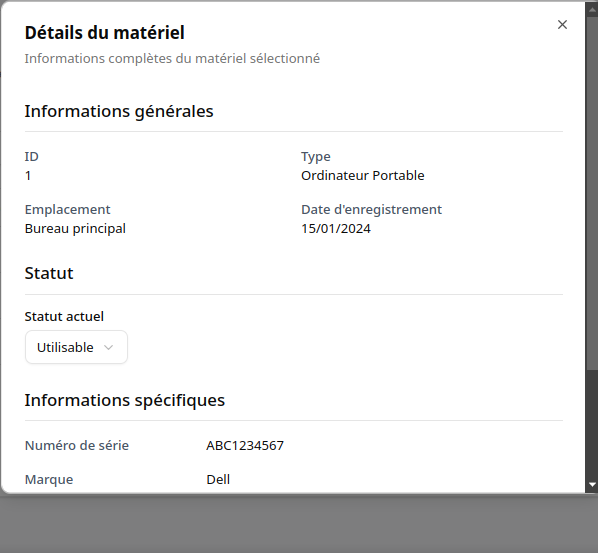 Détails du matériel
Informations complètes du matériel sélectionné
Informations générales
ID
1
Type
Ordinateur Portable
Emplacement
Bureau principal
Date d'enregistrement
15/01/2024
Statut
Statut actuel
Utilisable
Informations spécifiques
Numéro de série
ABC1234567
Marque
Dell